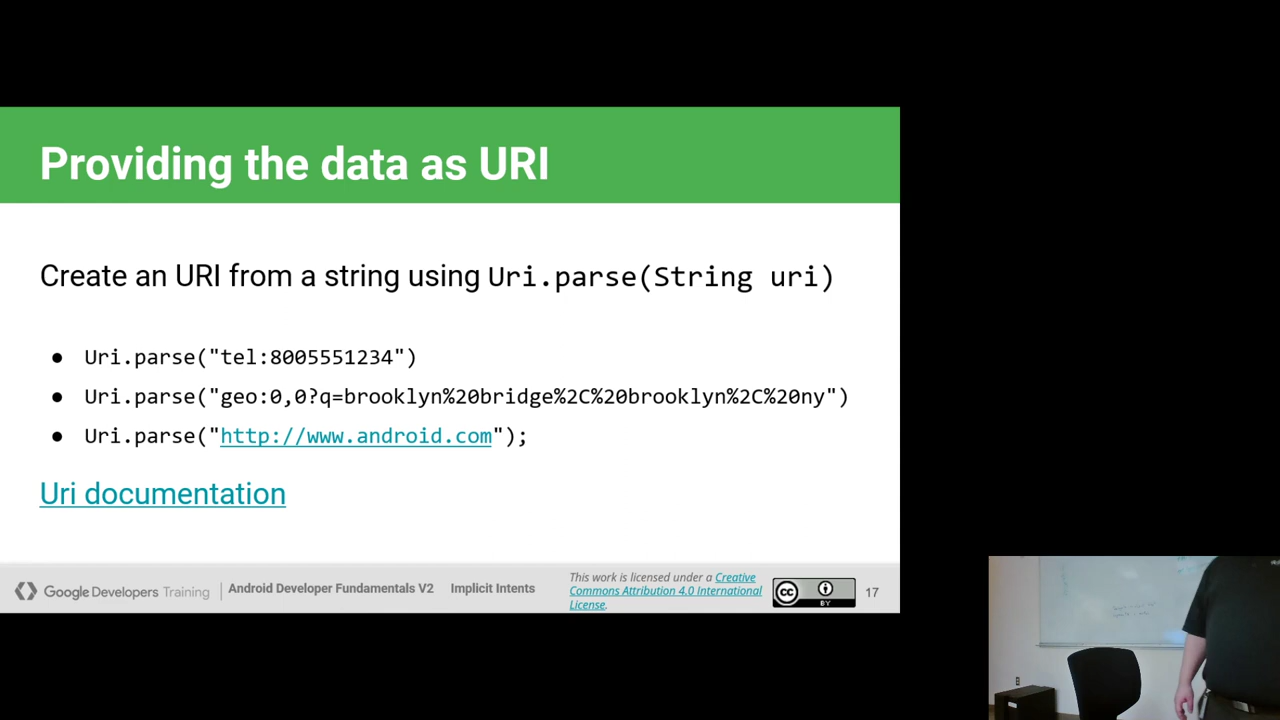 Providing the data as URI
Create an URI from a string using Uri.parse(String uri)
● Uri.parse("tel:8005551234")
● Uri.parse("geo:0,0?q=brooklyn%20bridge%2C%20brooklyn%2C%20ny")
● Uri.parse("http://www.android.com");
Uri documentation
Google Developers Training
Android Developer Fundamentals V2
Implicit Intents
This work is licensed under a Creative
Commons Attribution 4.0 International
License.
cc BY
17